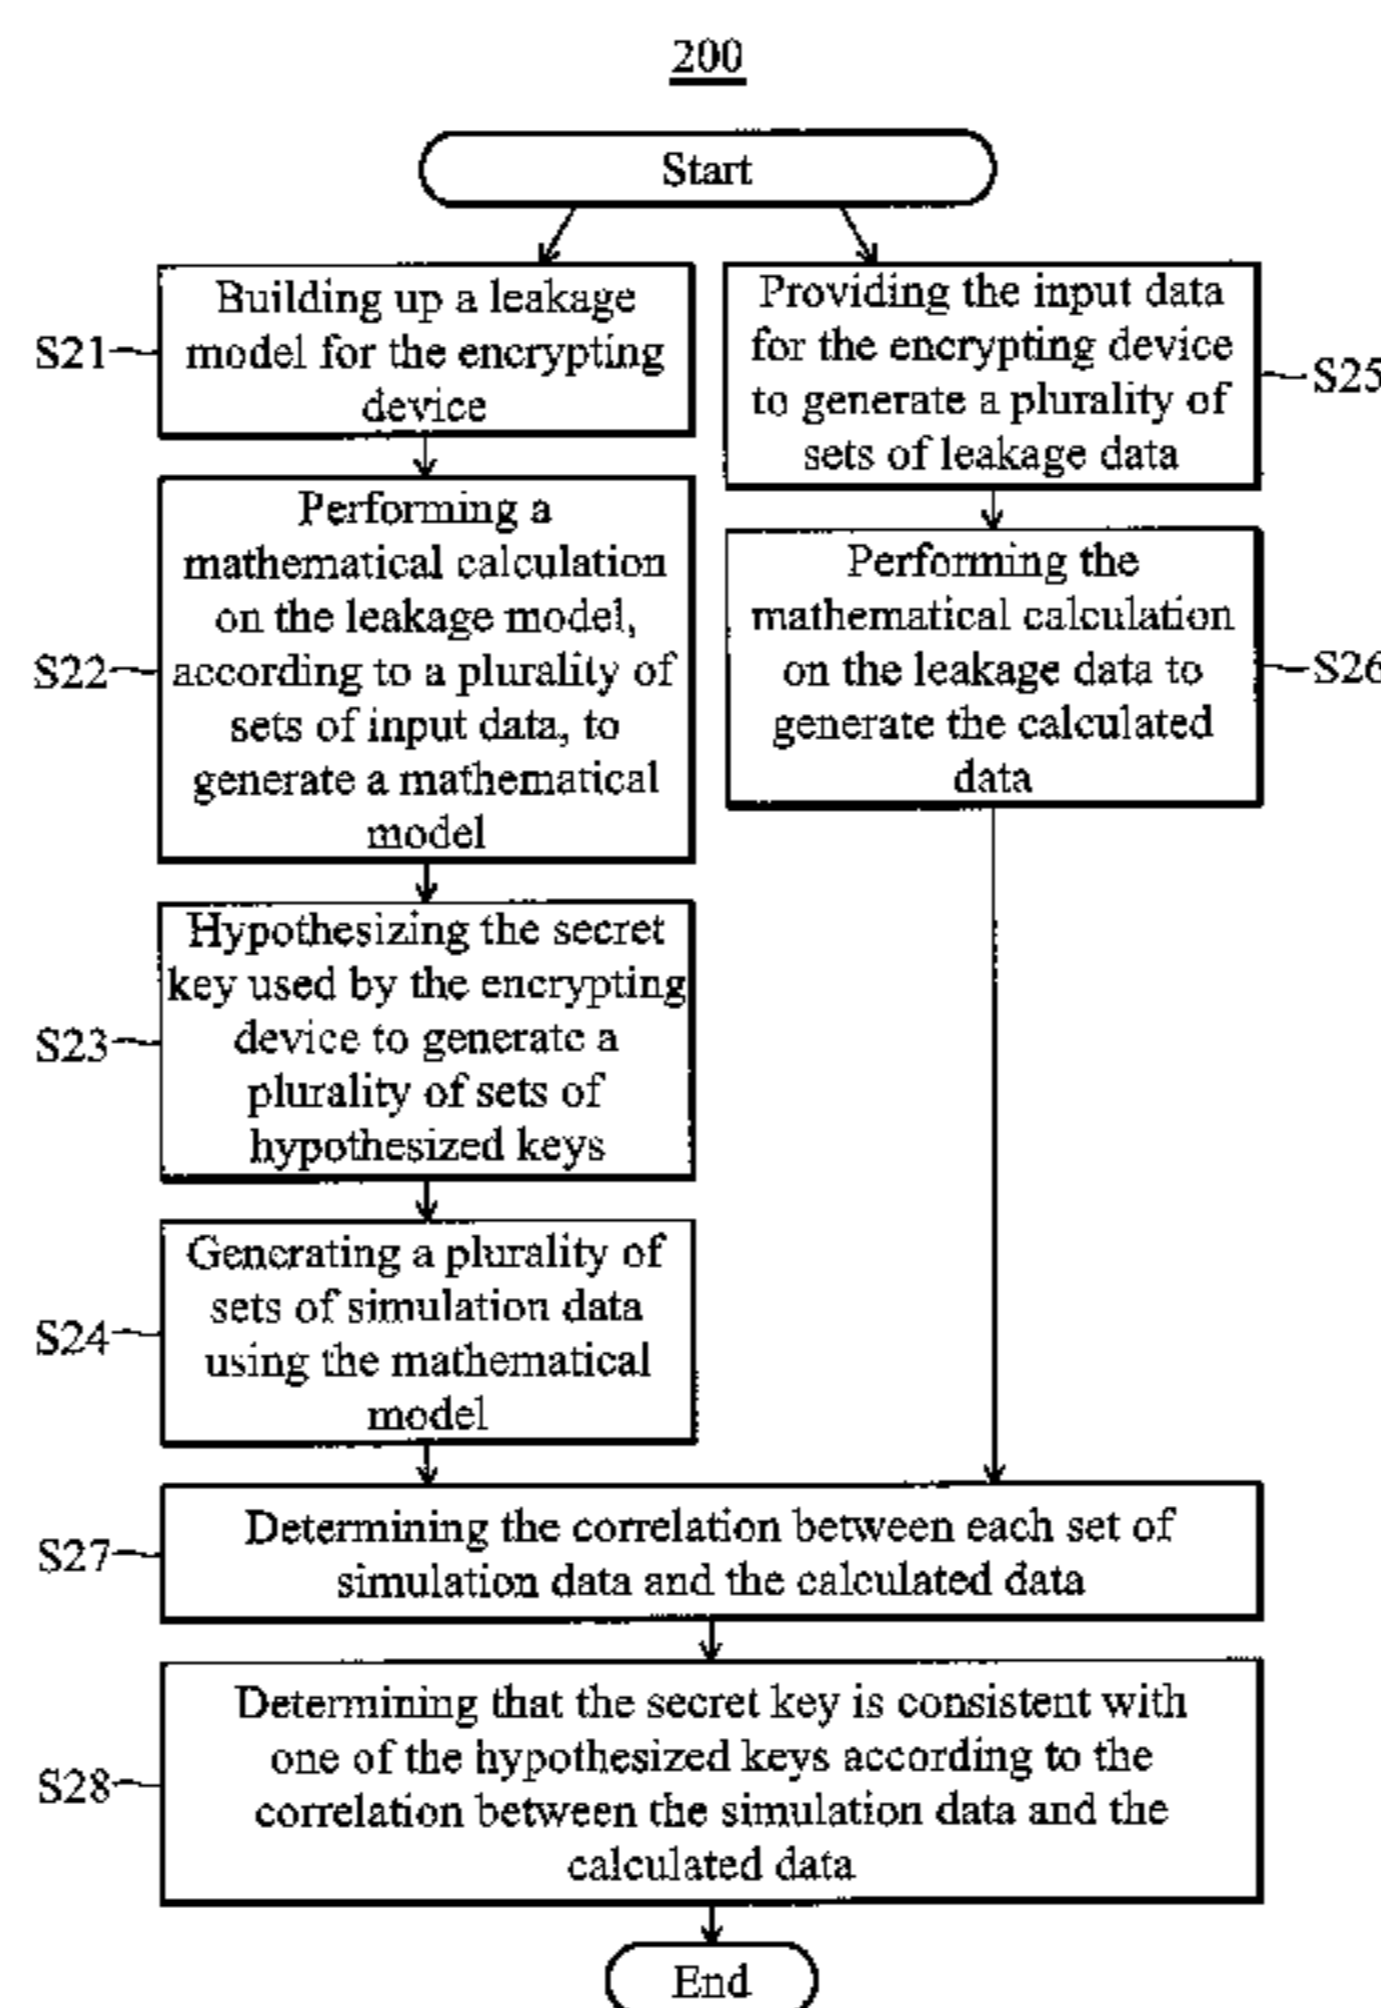 200
Start
S21
Building up a leakage
model for the encrypting
device
Providing the input data
for the encrypting device
to generate a plurality of
sets of leakage data
S25
S22
Performing a
mathematical calculation
on the leakage model,
according to a plurality of
sets of input data, to
generate a mathematical
model
Performing the
mathematical calculation
on the leakage data to
generate the calculated
data
S26
S23
Hypothesizing the secret
key used by the encrypting
device to generate a
plurality of sets of
hypothesized keys
S24
Generating a plurality of
sets of simulation data
using the mathematical
model
S27
Determining the correlation between each set of
simulation data and the calculated data
S28
Determining that the secret key is consistent with
one of the hypothesized keys according to the
correlation between the simulation data and the
calculated data
End